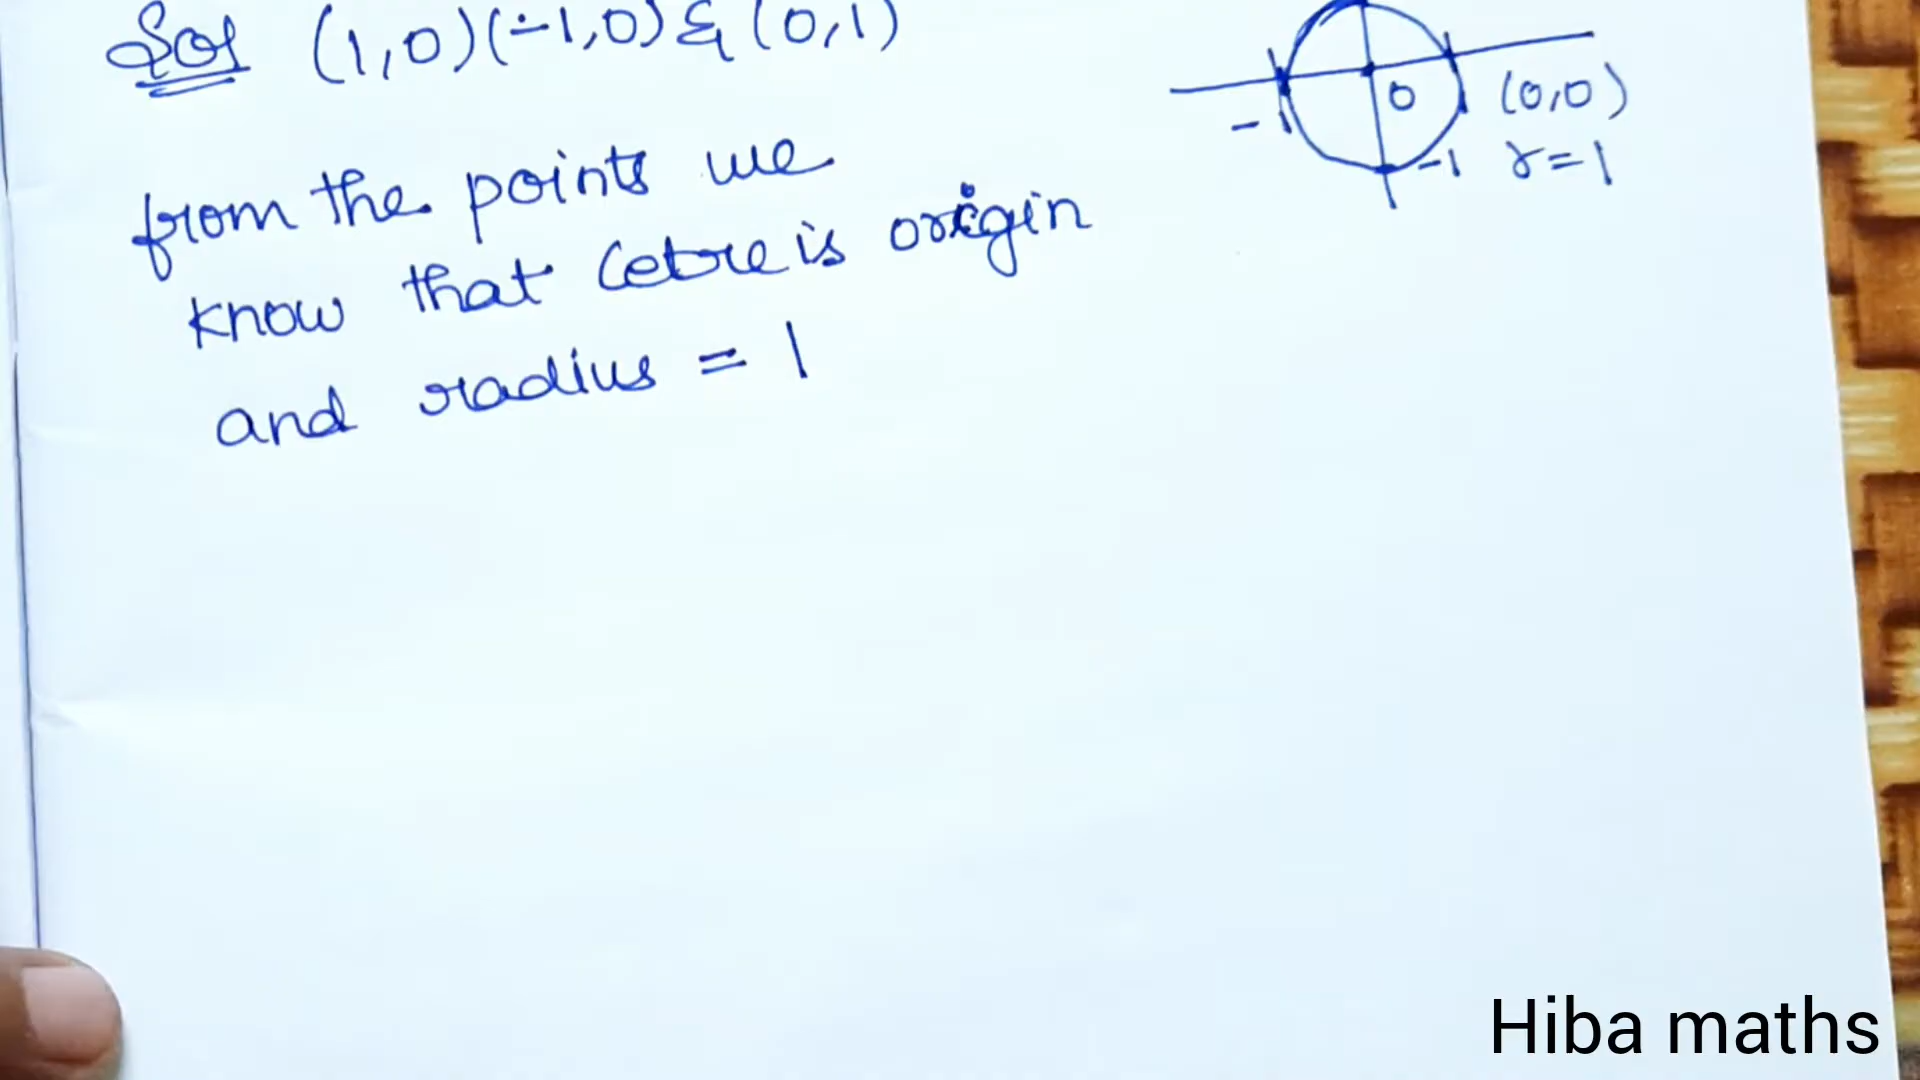 Sol (1,0)(-1,0) & (0,1)
from the points we
know that Cetre is origin
and radius = 1
-1
0
(0,0)
-1
r=1
Hiba maths